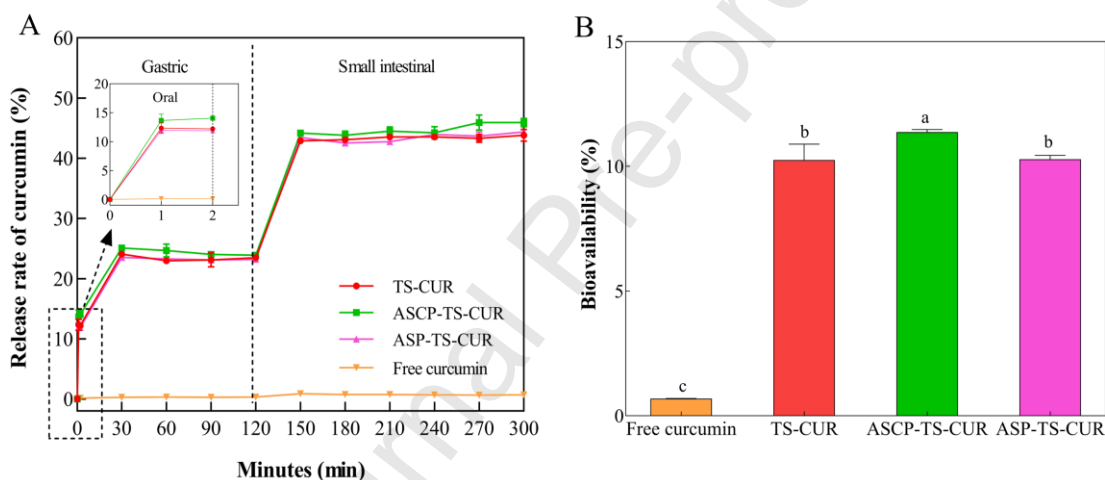 A
Release rate of curcumin (%)
60
50
40
30
20
10
0
Gastric
Small intestinal
20
15
10
5
0
Oral
0 1 2
TS-CUR
ASCP-TS-CUR
ASP-TS-CUR
Free curcumin
0 30 60 90 120 150 180 210 240 270 300
Minutes (min)
B
Bioavailability (%)
15
10
5
0
c
b
a
b
Free curcumin TS-CUR ASCP-TS-CUR ASP-TS-CUR
rnal Pre-pro